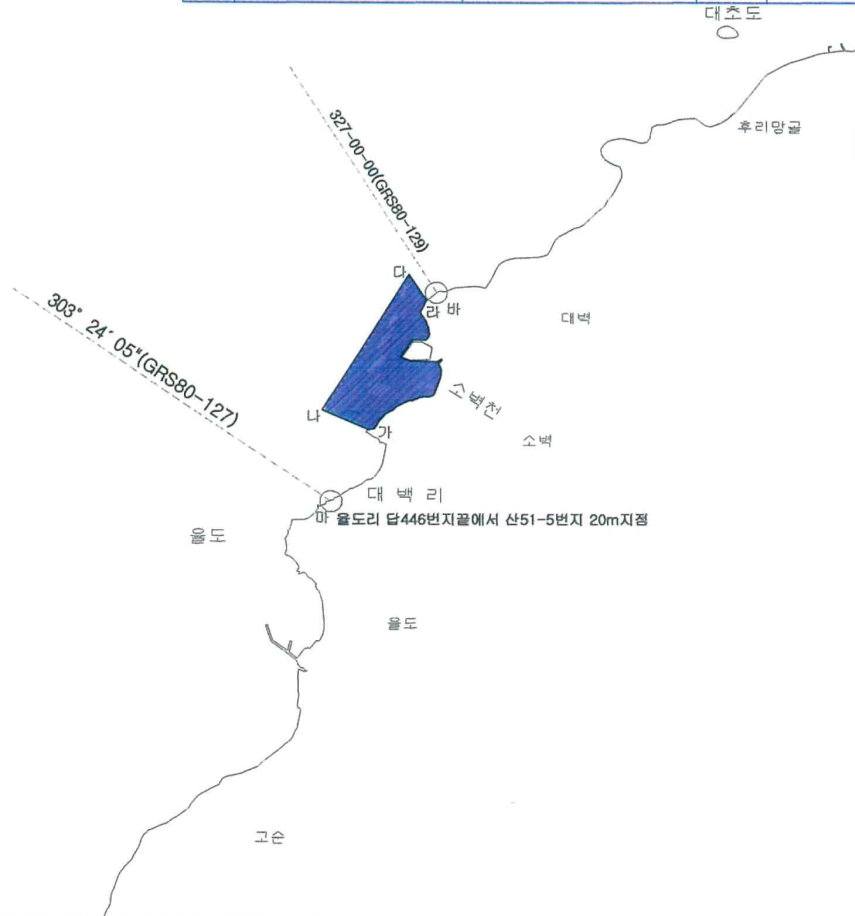 대초도
후리망골
327-00-00(GRS80-129)
다
라 바
대벽
303° 24′ 05"(GRS80-127)
소벽천
나
가
소벽
대 백 리
마 율도리 답446번지끝에서 산51-5번지 20m지점
율도
율도
고순